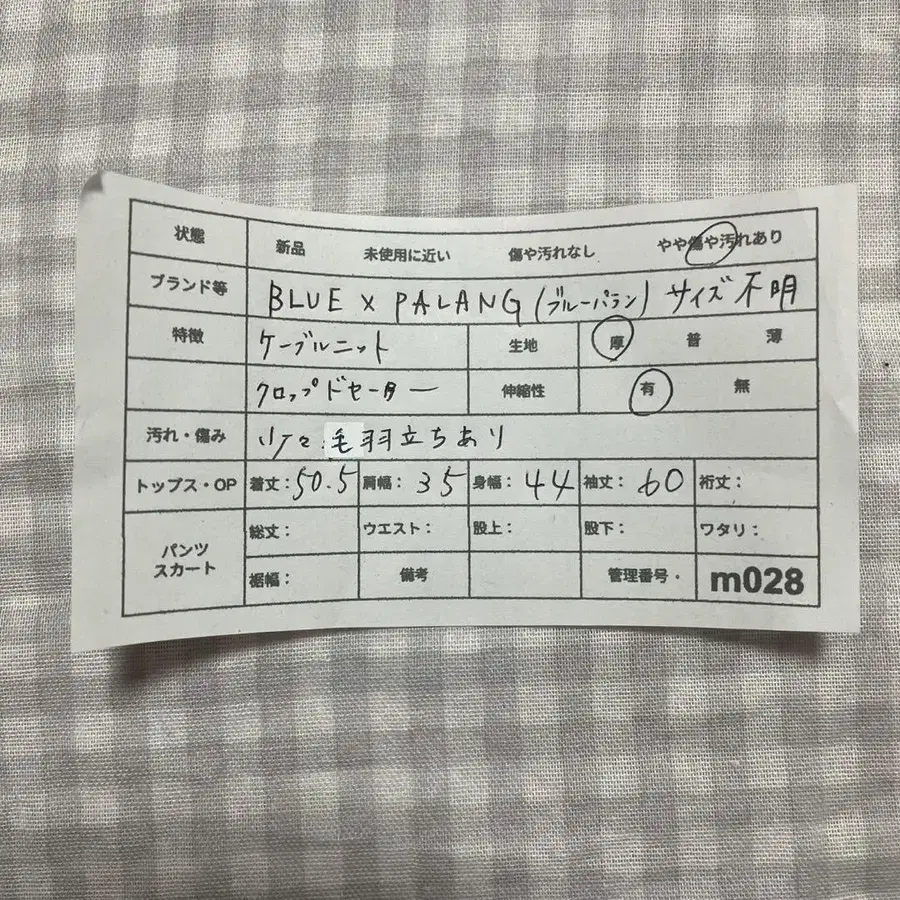 状態 新品 未使用に近い 傷や汚れなし やや傷や汚れあり
ブランド等 BLUE × PALANG (ブルーパラン) サイズ不明
特徴 ケーブルニット 生地 厚 普 薄
クロップドセーター 伸縮性 有 無
汚れ・傷み 少々毛羽立ちあり
トップス・OP 着丈:50.5 肩幅:35 身幅:44 袖丈:60 裄丈:
パンツ スカート 総丈: ウエスト: 股上: 股下: ワタリ:
裾幅: 備考 管理番号・ m028